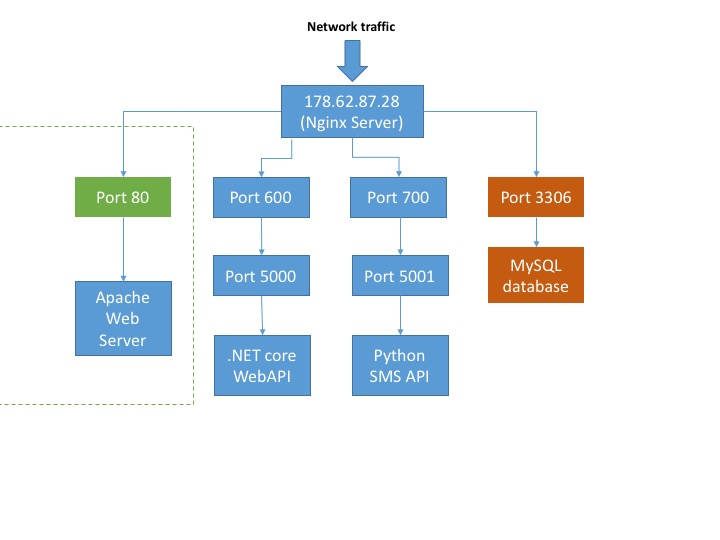 Network traffic
178.62.87.28
(Nginx Server)
Port 80
Port 600
Port 700
Port 3306
Port 5000
Port 5001
MySQL
database
Apache
Web
Server
.NET core
WebAPI
Python
SMS API